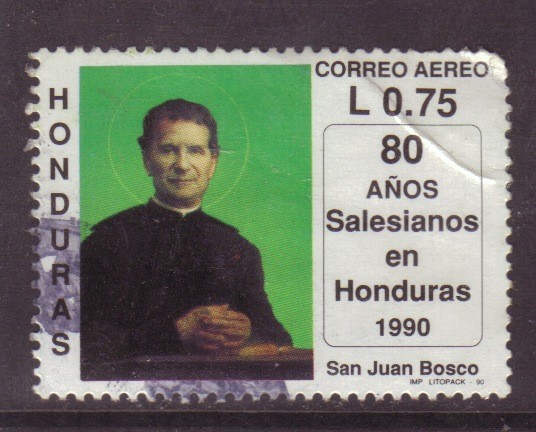 HONDURAS
CORREO AEREO
L 0.75
80
AÑOS
Salesianos
en
Honduras
1990
San Juan Bosco
IMP LITOPACK - 90